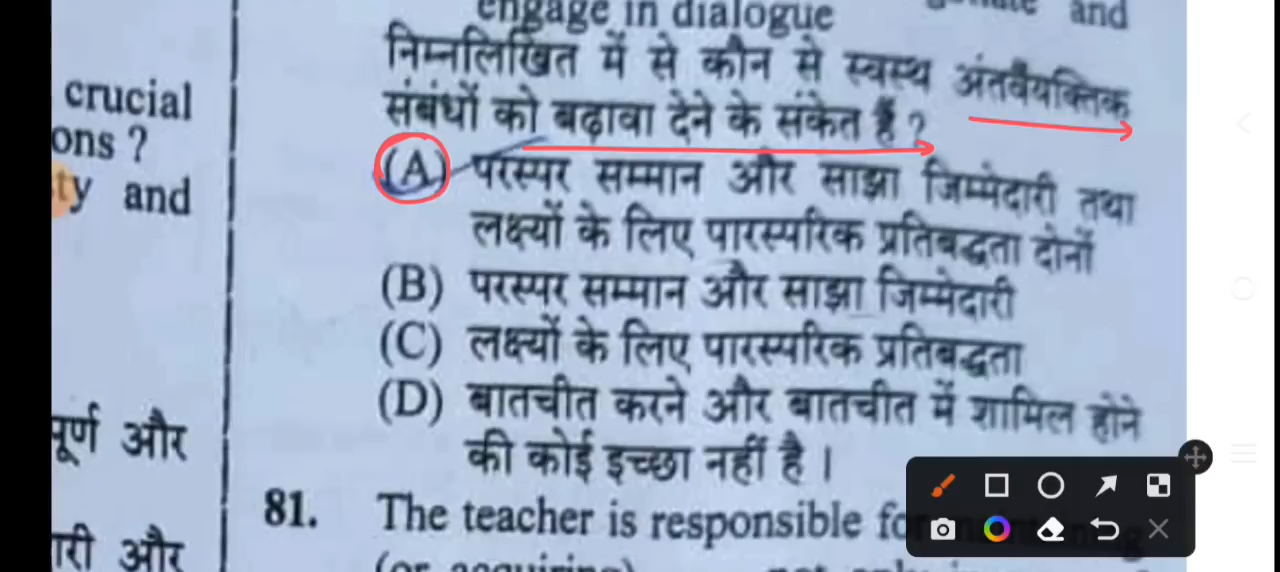 engage in dialogue
and
निम्नलिखित में से कौन से स्वस्थ अंतर्वैयक्तिक
संबंधों को बढ़ावा देने के संकेत हैं ?
(A) परस्पर सम्मान और साझा जिम्मेदारी तथा
लक्ष्यों के लिए पारस्परिक प्रतिबद्धता दोनों
(B) परस्पर सम्मान और साझा जिम्मेदारी
(C) लक्ष्यों के लिए पारस्परिक प्रतिबद्धता
(D) बातचीत करने और बातचीत में शामिल होने
की कोई इच्छा नहीं है ।
81. The teacher is responsible
crucial
ons ?
ty and
और
और